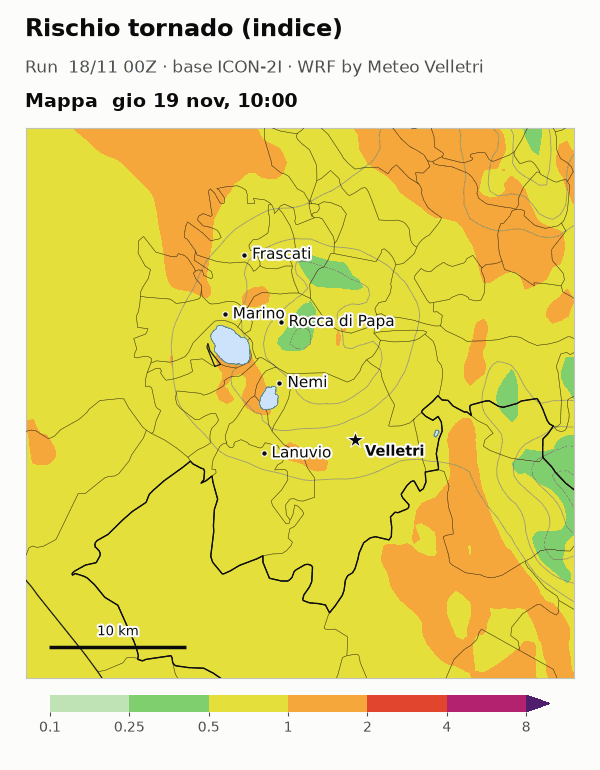 Rischio tornado (indice)
Run  18/11 00Z · base ICON-2I · WRF by Meteo Velletri
Mappa  gio 19 nov, 10:00
Frascati
Marino
Rocca di Papa
Nemi
Velletri
Lanuvio
10 km
0.1 0.25 0.5 1 2 4 8